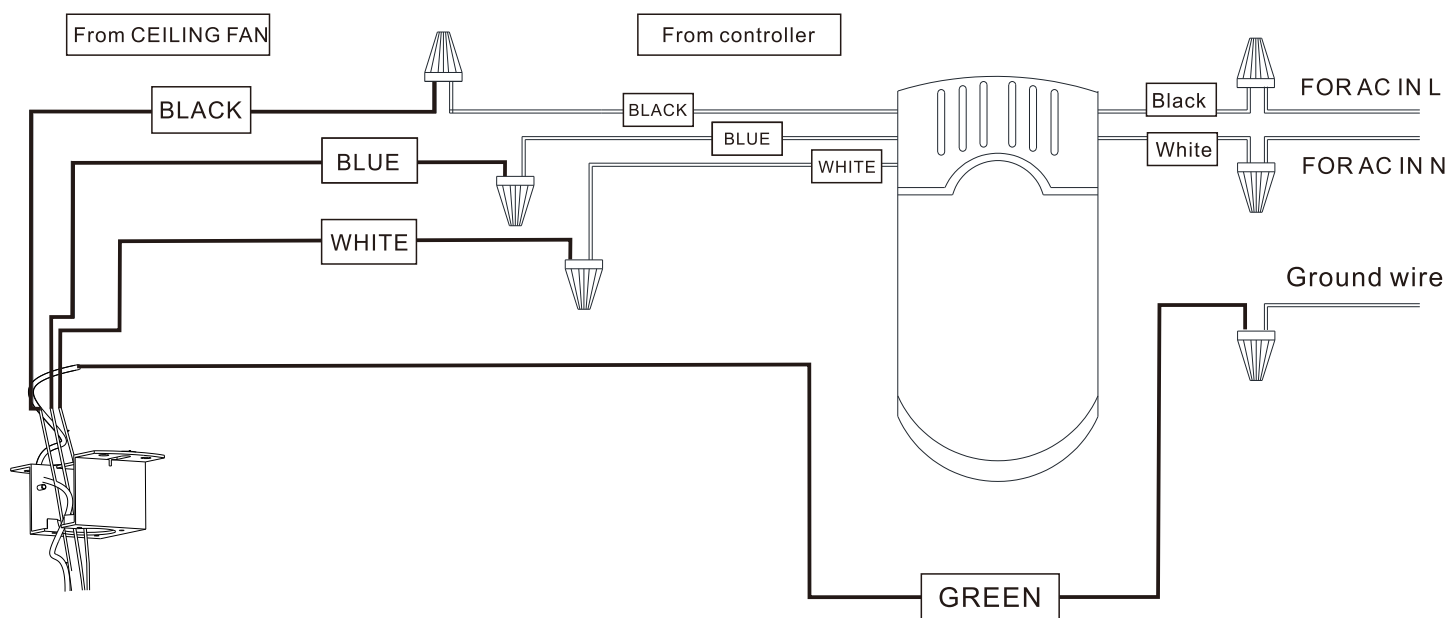 From CEILING FAN
From controller
BLACK
BLACK
Black
FOR AC IN L
BLUE
BLUE
White
FOR AC IN N
WHITE
WHITE
Ground wire
GREEN